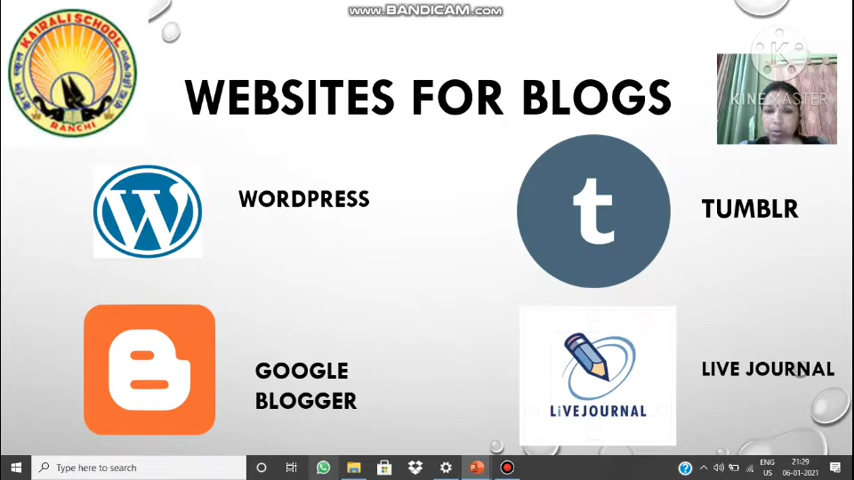 www.BANDICAM.com
KAIRALI SCHOOL
RANCHI
WEBSITES FOR BLOGS
KINEMASTER
WORDPRESS
t
TUMBLR
GOOGLE
BLOGGER
LiVEJOURNAL
LIVE JOURNAL
Type here to search
ENG
US
21:29
06-01-2021